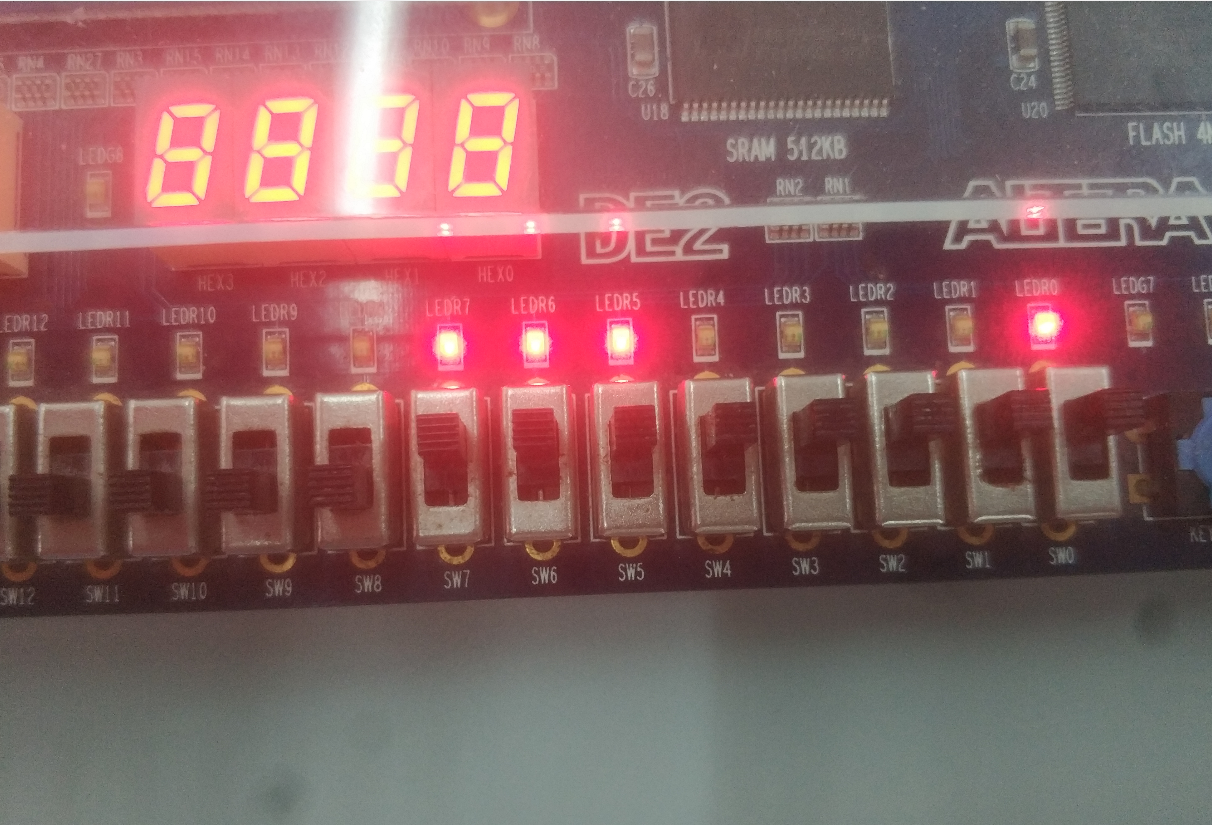 RN4 RN27 RN3 RN15 RN14 RN11 RN10 RN9 RN8
C26
U18
C24
U20
SRAM 512KB
FLASH 4M
LEDG8
8888
RN2 RN1
DE2
ALTERA
HEX3 HEX2 HEX1 HEX0
LEDR12 LEDR11 LEDR10 LEDR9 LEDR7 LEDR6 LEDR5 LEDR4 LEDR3 LEDR2 LEDR1 LEDR0 LEDG7
SW12 SW11 SW10 SW9 SW8 SW7 SW6 SW5 SW4 SW3 SW2 SW1 SW0